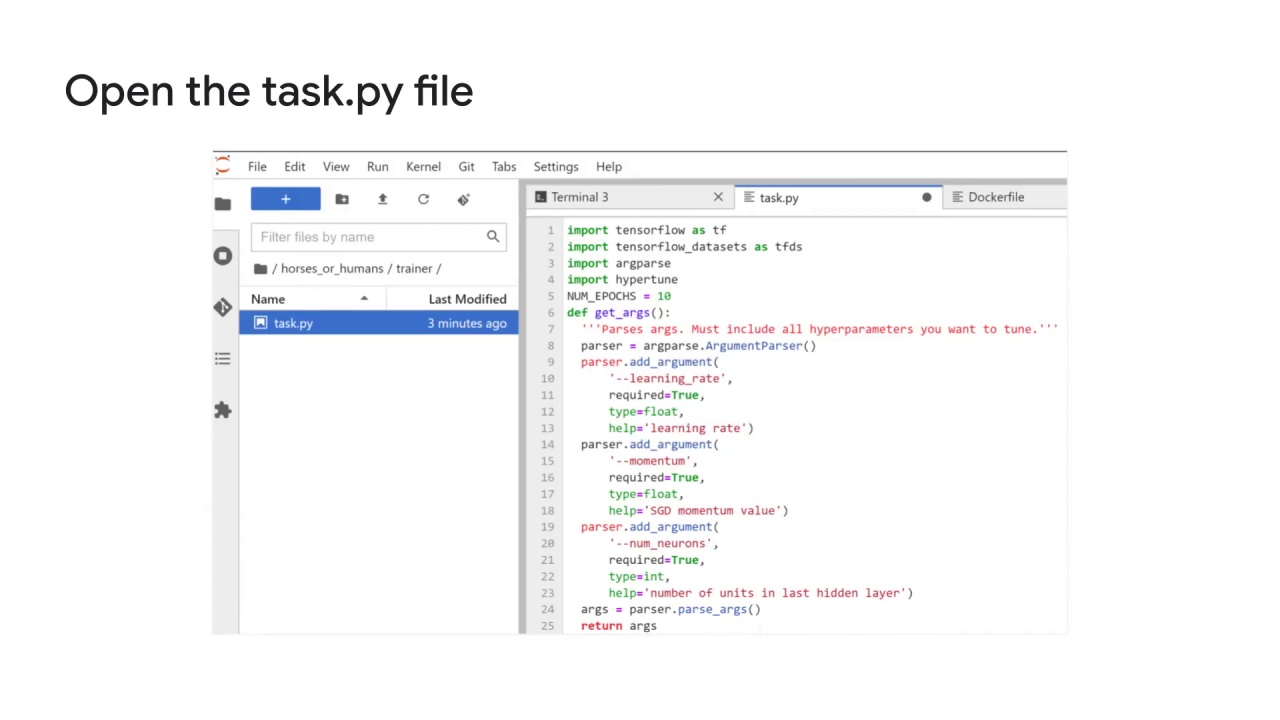 Open the task.py file
File Edit View Run Kernel Git Tabs Settings Help
+
Terminal 3
task.py
Dockerfile
Filter files by name
/ horses_or_humans / trainer /
Name Last Modified
task.py 3 minutes ago
1 import tensorflow as tf
2 import tensorflow_datasets as tfds
3 import argparse
4 import hypertune
5 NUM_EPOCHS = 10
6 def get_args():
7 '''Parses args. Must include all hyperparameters you want to tune.'''
8 parser = argparse.ArgumentParser()
9 parser.add_argument(
10 '--learning_rate',
11 required=True,
12 type=float,
13 help='learning rate')
14 parser.add_argument(
15 '--momentum',
16 required=True,
17 type=float,
18 help='SGD momentum value')
19 parser.add_argument(
20 '--num_neurons',
21 required=True,
22 type=int,
23 help='number of units in last hidden layer')
24 args = parser.parse_args()
25 return args